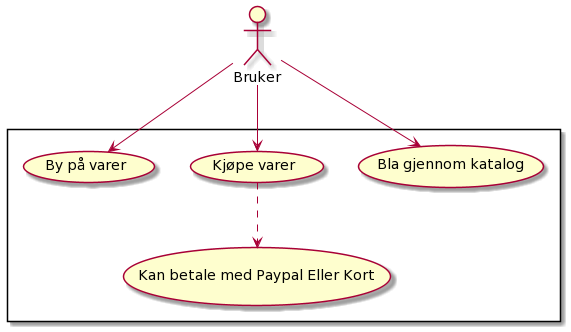 Bruker
By på varer
Kjøpe varer
Bla gjennom katalog
Kan betale med Paypal Eller Kort